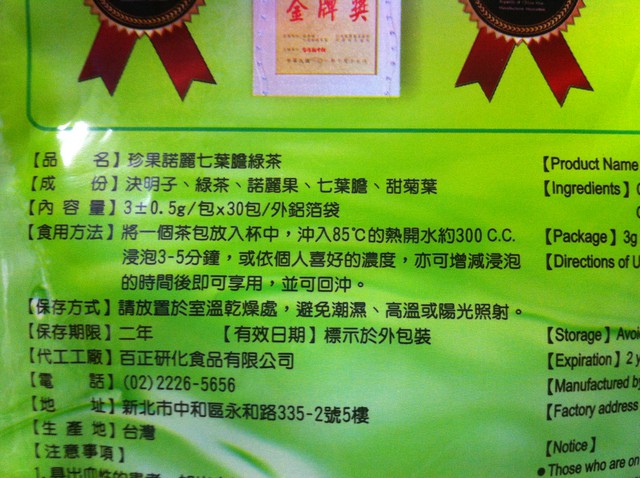 金牌獎
【品　　名】珍果諾麗七葉膽綠茶
【成　　份】決明子、綠茶、諾麗果、七葉膽、甜菊葉
【內 容 量】3±0.5g/包x30包/外鋁箔袋
【食用方法】將一個茶包放入杯中，沖入85℃的熱開水約300 C.C.
浸泡3-5分鐘，或依個人喜好的濃度，亦可增減浸泡
的時間後即可享用，並可回沖。
【保存方式】請放置於室溫乾燥處，避免潮濕、高溫或陽光照射。
【保存期限】二年　　【有效日期】標示於外包裝
【代工工廠】百正研化食品有限公司
【電　　話】(02)2226-5656
【地　　址】新北市中和區永和路335-2號5樓
【生 產 地】台灣
【注意事項】
【Product Name
【Ingredients】
【Package】3g
【Directions of U
【Storage】Avoi
【Expiration】2 y
【Manufactured by
【Factory address
【Notice】
●Those who are on